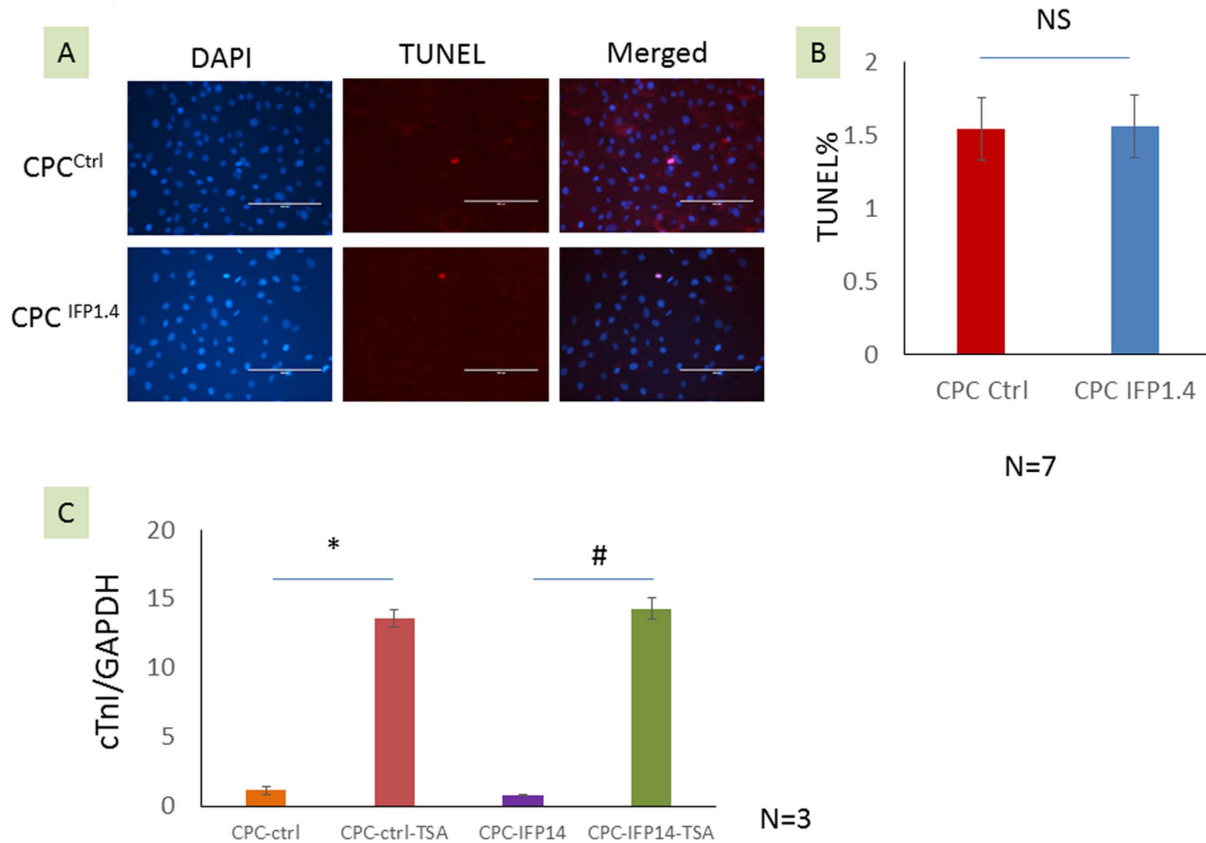 A
DAPI
TUNEL
Merged
CPC^Ctrl
CPC ^IFP1.4
B
NS
2
1.5
1
0.5
0
TUNEL%
CPC Ctrl
CPC IFP1.4
N=7
C
20
15
10
5
0
cTnI/GAPDH
*
#
CPC-ctrl
CPC-ctrl-TSA
CPC-IFP14
CPC-IFP14-TSA
N=3